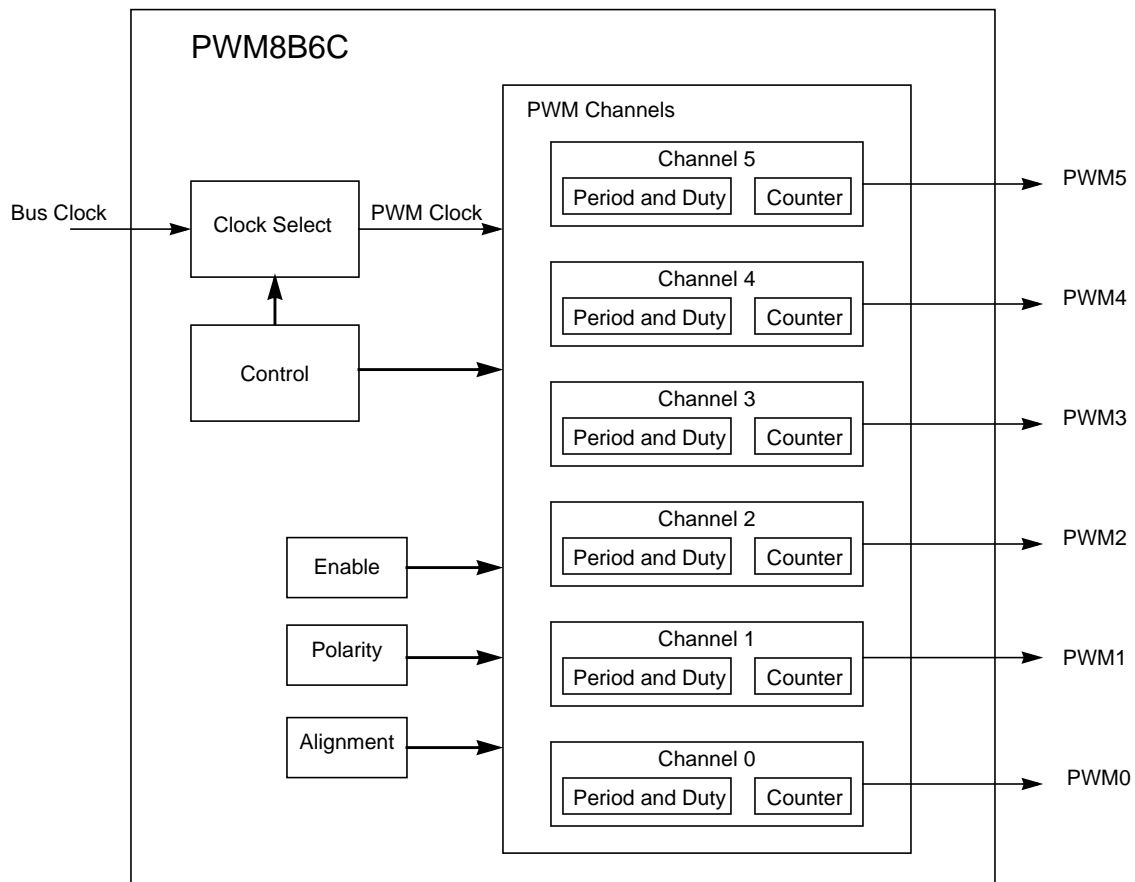 PWM8B6C
PWM Channels
Channel 5
Period and Duty
Counter
PWM5
Bus Clock
Clock Select
PWM Clock
Channel 4
Period and Duty
Counter
PWM4
Control
Channel 3
Period and Duty
Counter
PWM3
Channel 2
Period and Duty
Counter
PWM2
Enable
Channel 1
Period and Duty
Counter
PWM1
Polarity
Alignment
Channel 0
Period and Duty
Counter
PWM0